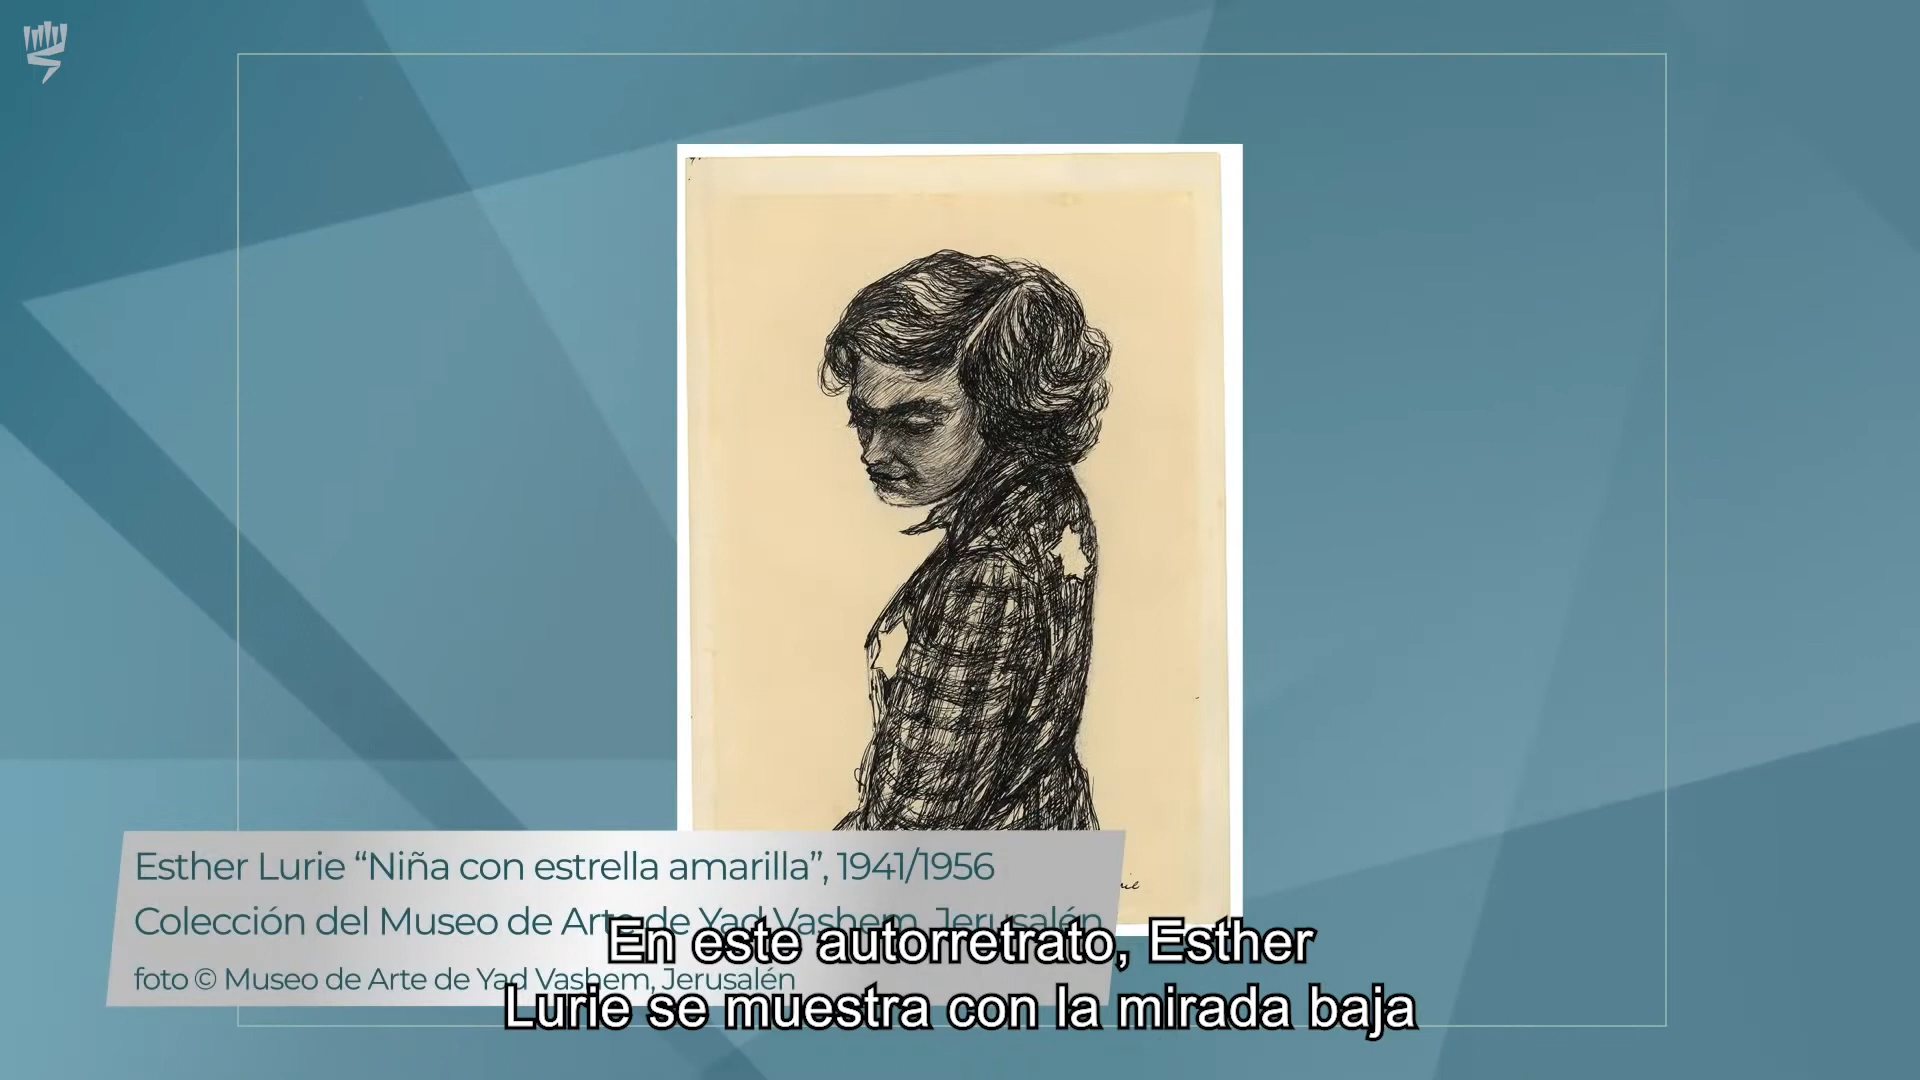 Esther Lurie “Niña con estrella amarilla”, 1941/1956
Colección del Museo de Arte de Yad Vashem, Jerusalén
foto © Museo de Arte de Yad Vashem, Jerusalén
En este autorretrato, Esther
Lurie se muestra con la mirada baja